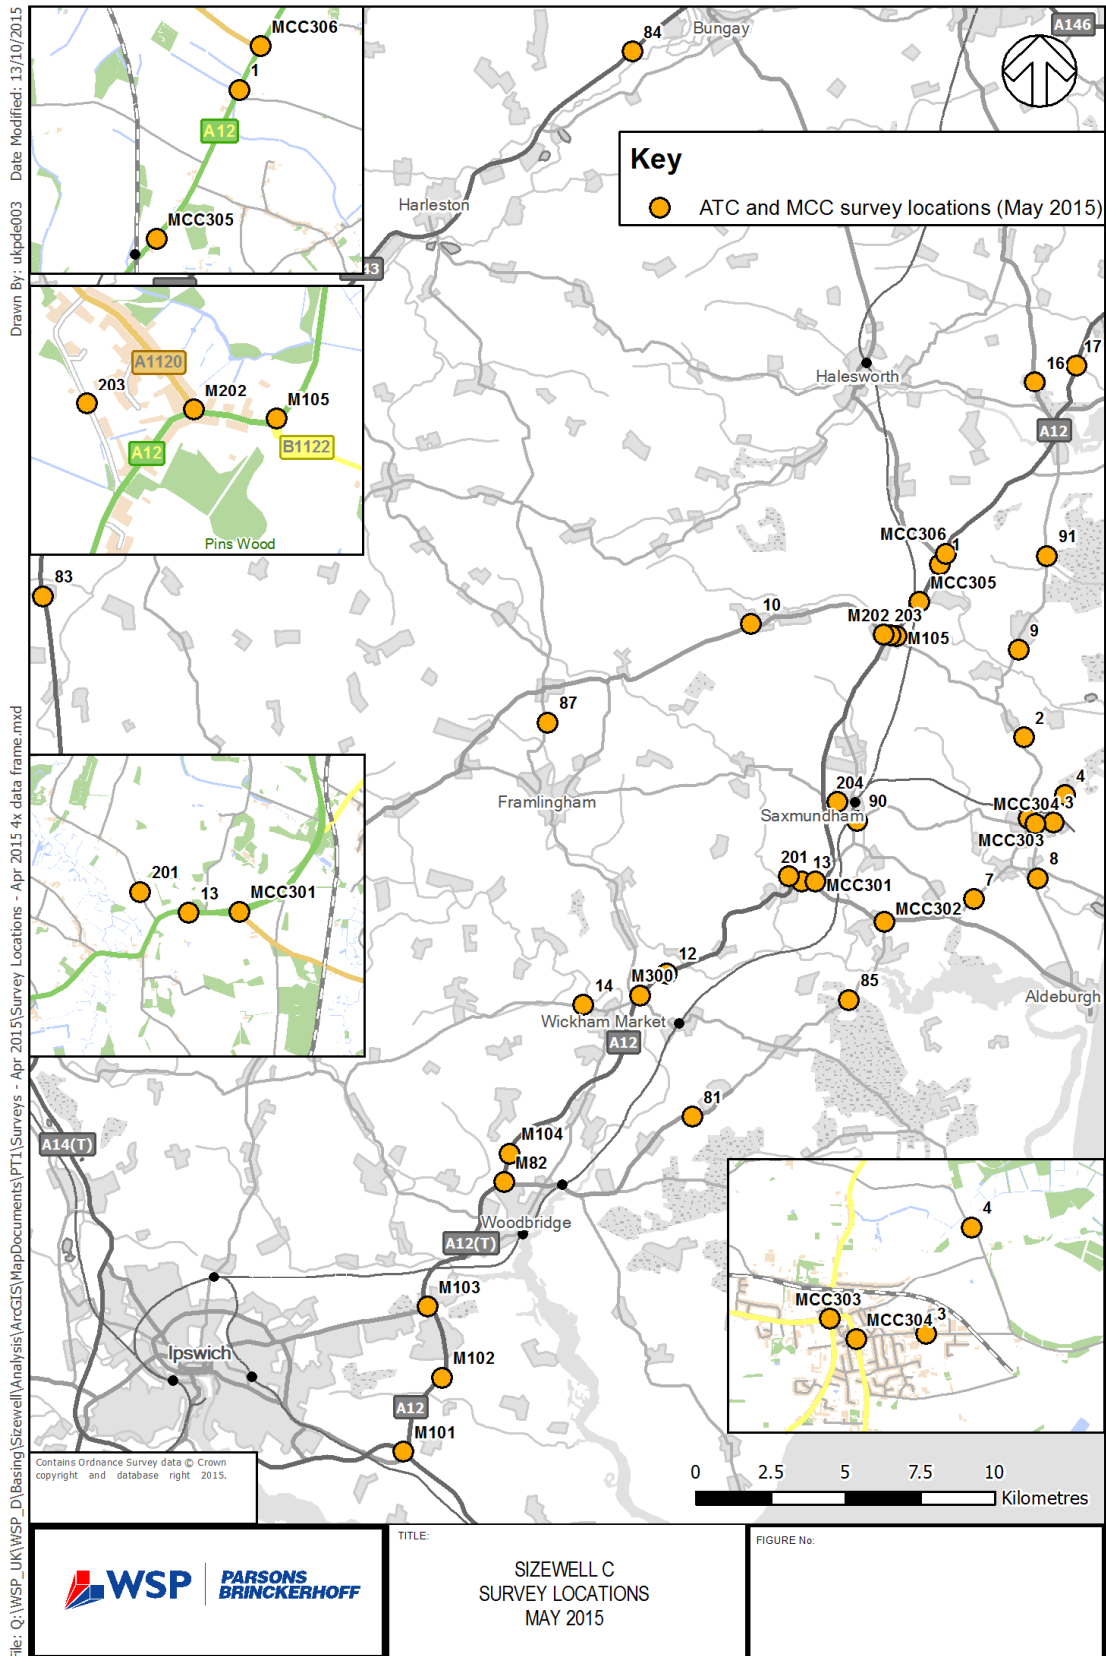 File: Q:\WSP_UK\WSP_D\Basing\Sizewell\Analysis\ArcGIS\MapDocuments\PT1\Surveys - Apr 2015\Survey Locations - Apr 2015 4x data frame.mxd
Drawn By: ukpde003 Date Modified: 13/10/2015
MCC306
1
A12
MCC305
84
Bungay
A146
Key
ATC and MCC survey locations (May 2015)
Harleston
43
A1120
203
M202
M105
A12
B1122
Pins Wood
17
16
Halesworth
A12
MCC306
1
91
MCC305
83
10
M202 203
M105
9
87
2
4
204
Framlingham
90
Saxmundham
MCC304 3
MCC303
8
201
13
MCC301
7
MCC302
201
13
MCC301
12
M300
14
85
Aldeburgh
Wickham Market
A12
81
A14(T)
M104
M82
Woodbridge
A12(T)
4
MCC303
MCC304 3
M103
Ipswich
M102
A12
M101
Contains Ordnance Survey data © Crown
copyright and database right 2015.
0 2.5 5 7.5 10
Kilometres
WSP
PARSONS
BRINCKERHOFF
TITLE:
SIZEWELL C
SURVEY LOCATIONS
MAY 2015
FIGURE No: